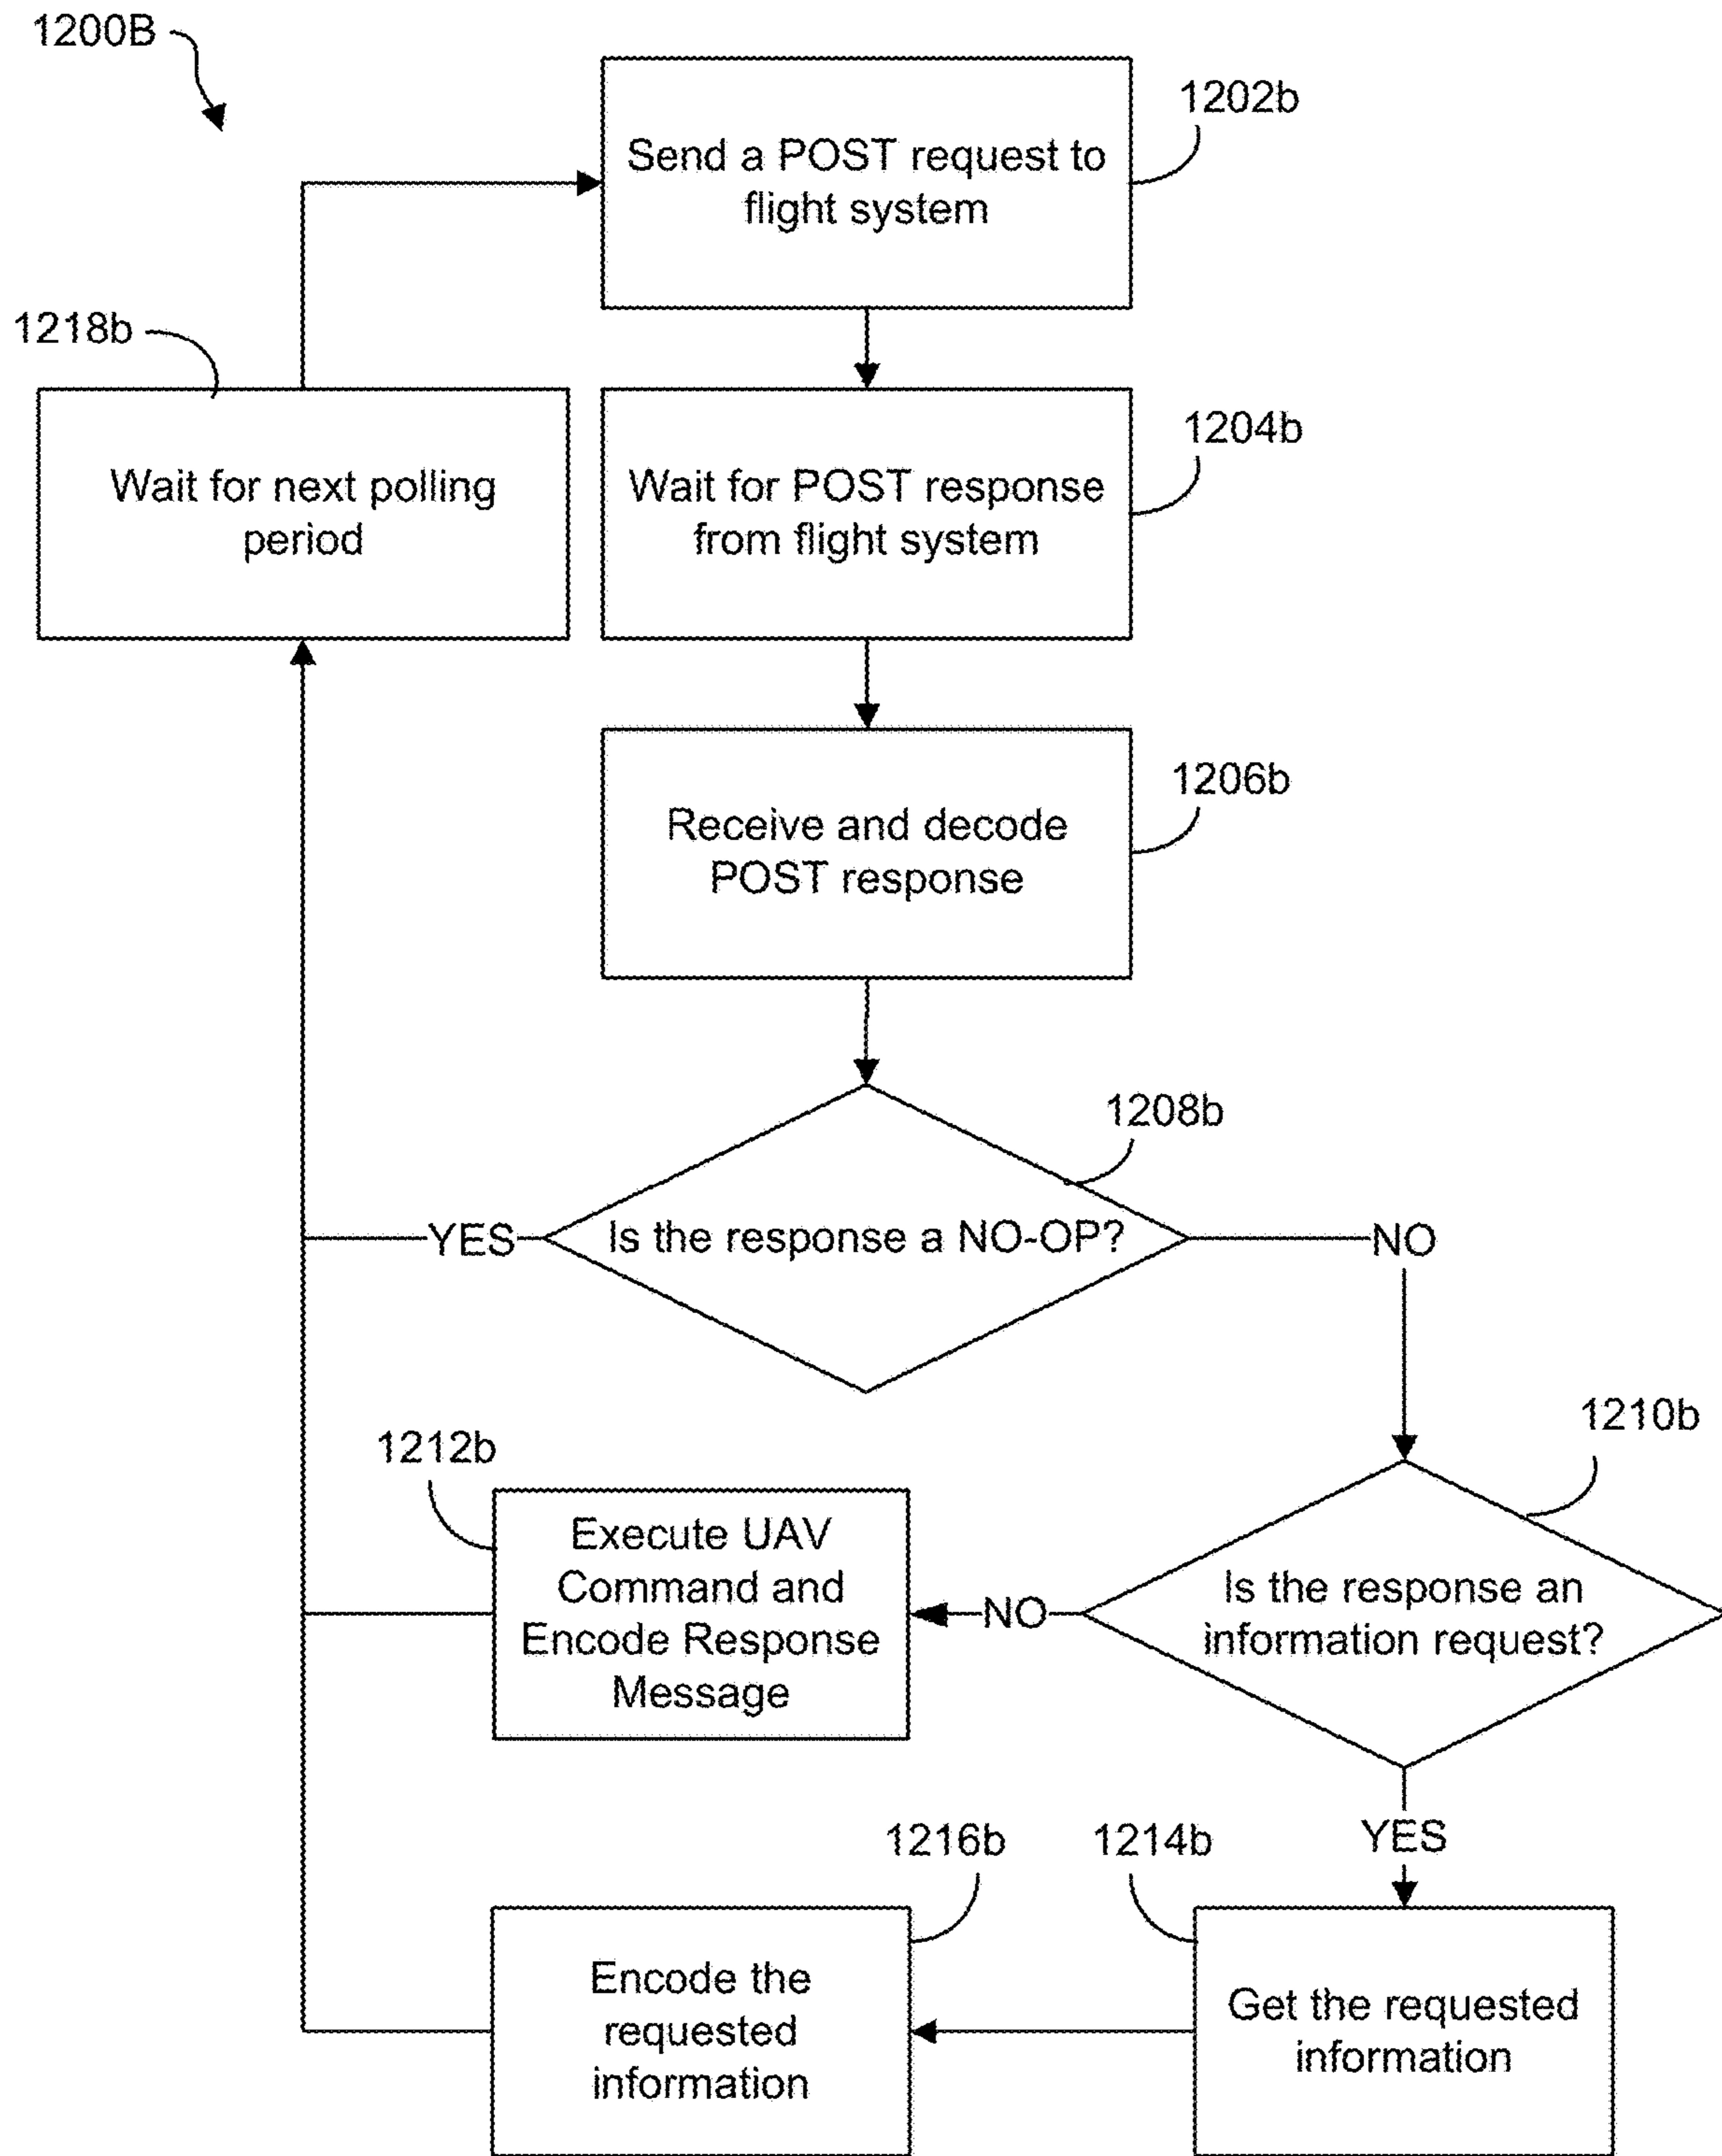 1200B
Send a POST request to
flight system
1202b
1218b
Wait for next polling
period
Wait for POST response
from flight system
1204b
Receive and decode
POST response
1206b
1208b
Is the response a NO-OP?
YES
NO
1210b
1212b
Execute UAV
Command and
Encode Response
Message
NO
Is the response an
information request?
YES
1216b
1214b
Encode the
requested
information
Get the requested
information